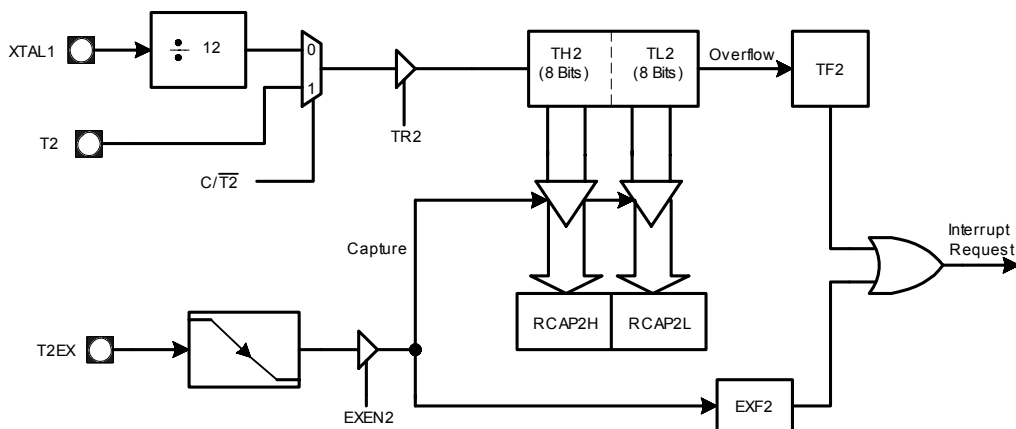 XTAL1
÷ 12
0
1
T2
C/T2
TR2
TH2
(8 Bits)
TL2
(8 Bits)
Overflow
TF2
Capture
RCAP2H
RCAP2L
Interrupt
Request
T2EX
EXEN2
EXF2